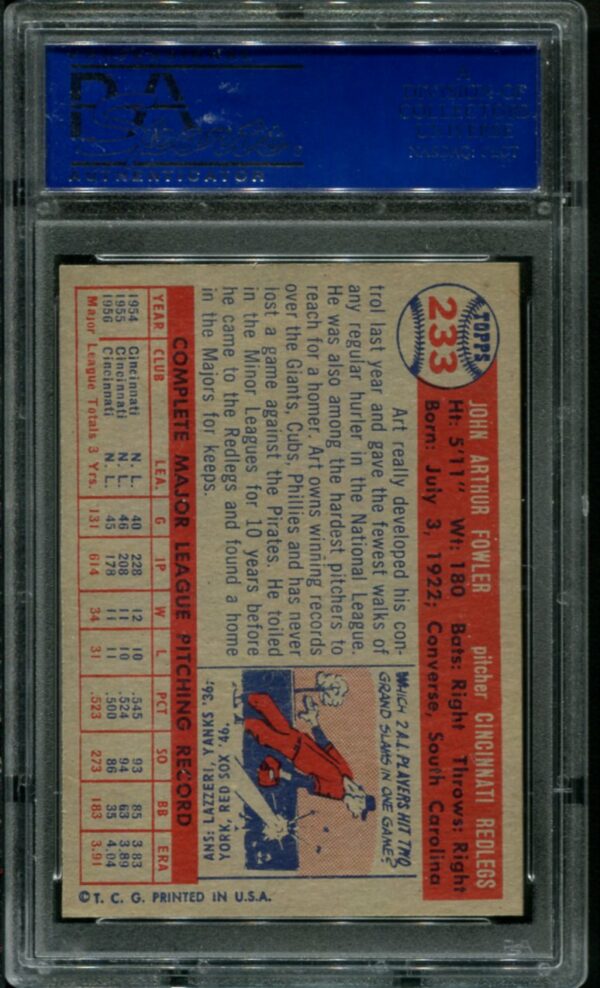 PSA
AUTHENTICATOR
A
DIVISION OF
COLLECTORS
UNIVERSE
NASDAQ: CLCT
TOPPS
233
JOHN ARTHUR FOWLER pitcher CINCINNATI REDLEGS
Ht: 5'11" Wt: 180 Bats: Right Throws: Right
Born: July 3, 1922; Converse, South Carolina
Art really developed his con-
trol last year and gave the fewest walks of
any regular hurler in the National League.
He was also among the hardest pitchers to
reach for a homer. Art owns winning records
over the Giants, Cubs, Phillies and has never
lost a game against the Pirates. He toiled
in the Minor Leagues for 10 years before
he came to the Redlegs and found a home
in the Majors for keeps.
WHICH 2 A.L. PLAYERS HIT TWO
GRAND SLAMS IN ONE GAME?
ANS: LAZZERI, YANKS '36:
YORK, RED SOX '46.
COMPLETE MAJOR LEAGUE PITCHING RECORD
YEAR CLUB LEA. G IP W L PCT SO BB ERA
1954 Cincinnati N. L. 40 228 12 10 .545 93 85 3.83
1955 Cincinnati N. L. 46 208 11 10 .524 94 63 3.89
1956 Cincinnati N. L. 45 178 11 11 .500 86 35 4.04
Major League Totals 3 Yrs. 131 614 34 31 .523 273 183 3.91
© T. C. G. PRINTED IN U.S.A.